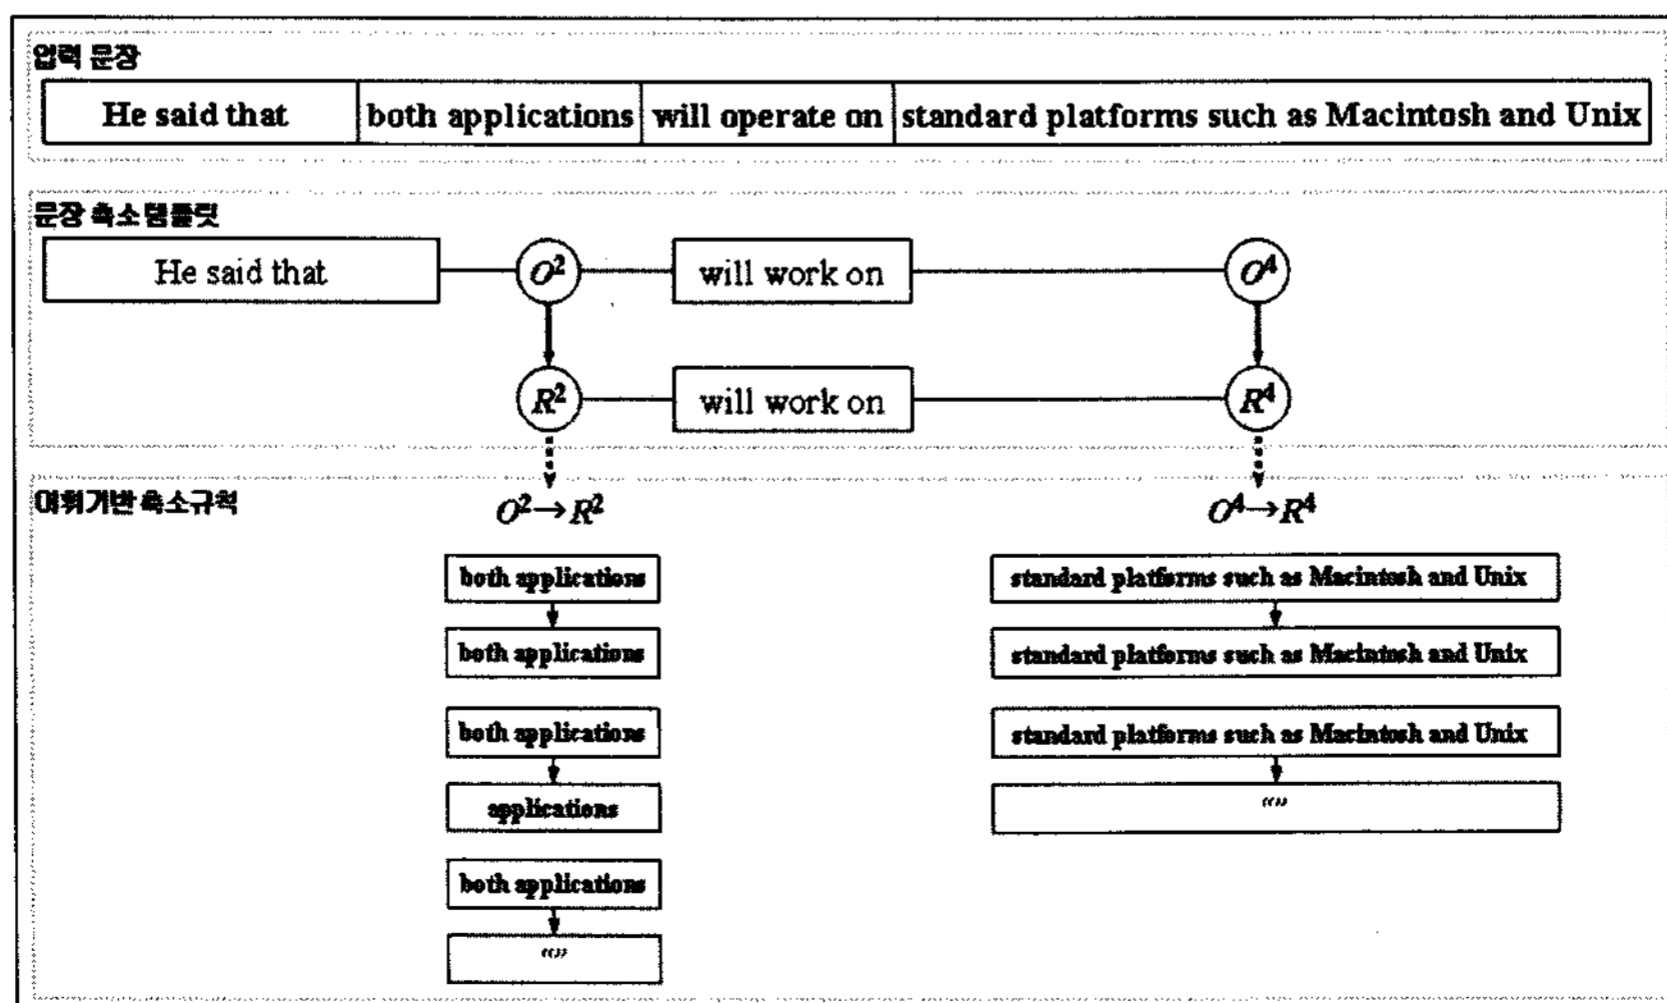 입력 문장
He said that both applications will operate on standard platforms such as Macintosh and Unix
문장 축소 템플릿
He said that O² will work on O⁴
R² will work on R⁴
어휘기반 축소규칙
O²→R² O⁴→R⁴
both applications standard platforms such as Macintosh and Unix
both applications standard platforms such as Macintosh and Unix
both applications standard platforms such as Macintosh and Unix
applications “”
both applications
“”